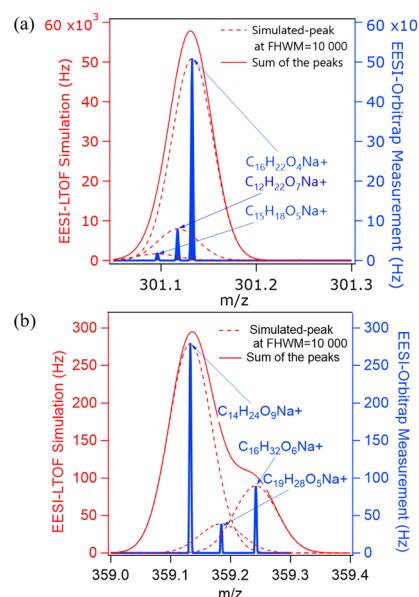 (a)
60 x10³
50
40
30
20
10
0
EESI-LTOF Simulation (Hz)
Simulated-peak
at FHWM=10 000
Sum of the peaks
C₁₆H₂₂O₄Na+
C₁₂H₂₂O₇Na+
C₁₅H₁₈O₅Na+
60 x10
50
40
30
20
10
0
EESI-Orbitrap Measurement (Hz)
301.1
301.2
301.3
m/z
(b)
300
250
200
150
100
50
0
EESI-LTOF Simulation (Hz)
Simulated-peak
at FHWM=10 000
Sum of the peaks
C₁₄H₂₄O₉Na+
C₁₆H₃₂O₆Na+
C₁₉H₂₈O₅Na+
300
250
200
150
100
50
0
EESI-Orbitrap Measurement (Hz)
359.0
359.1
359.2
359.3
359.4
m/z